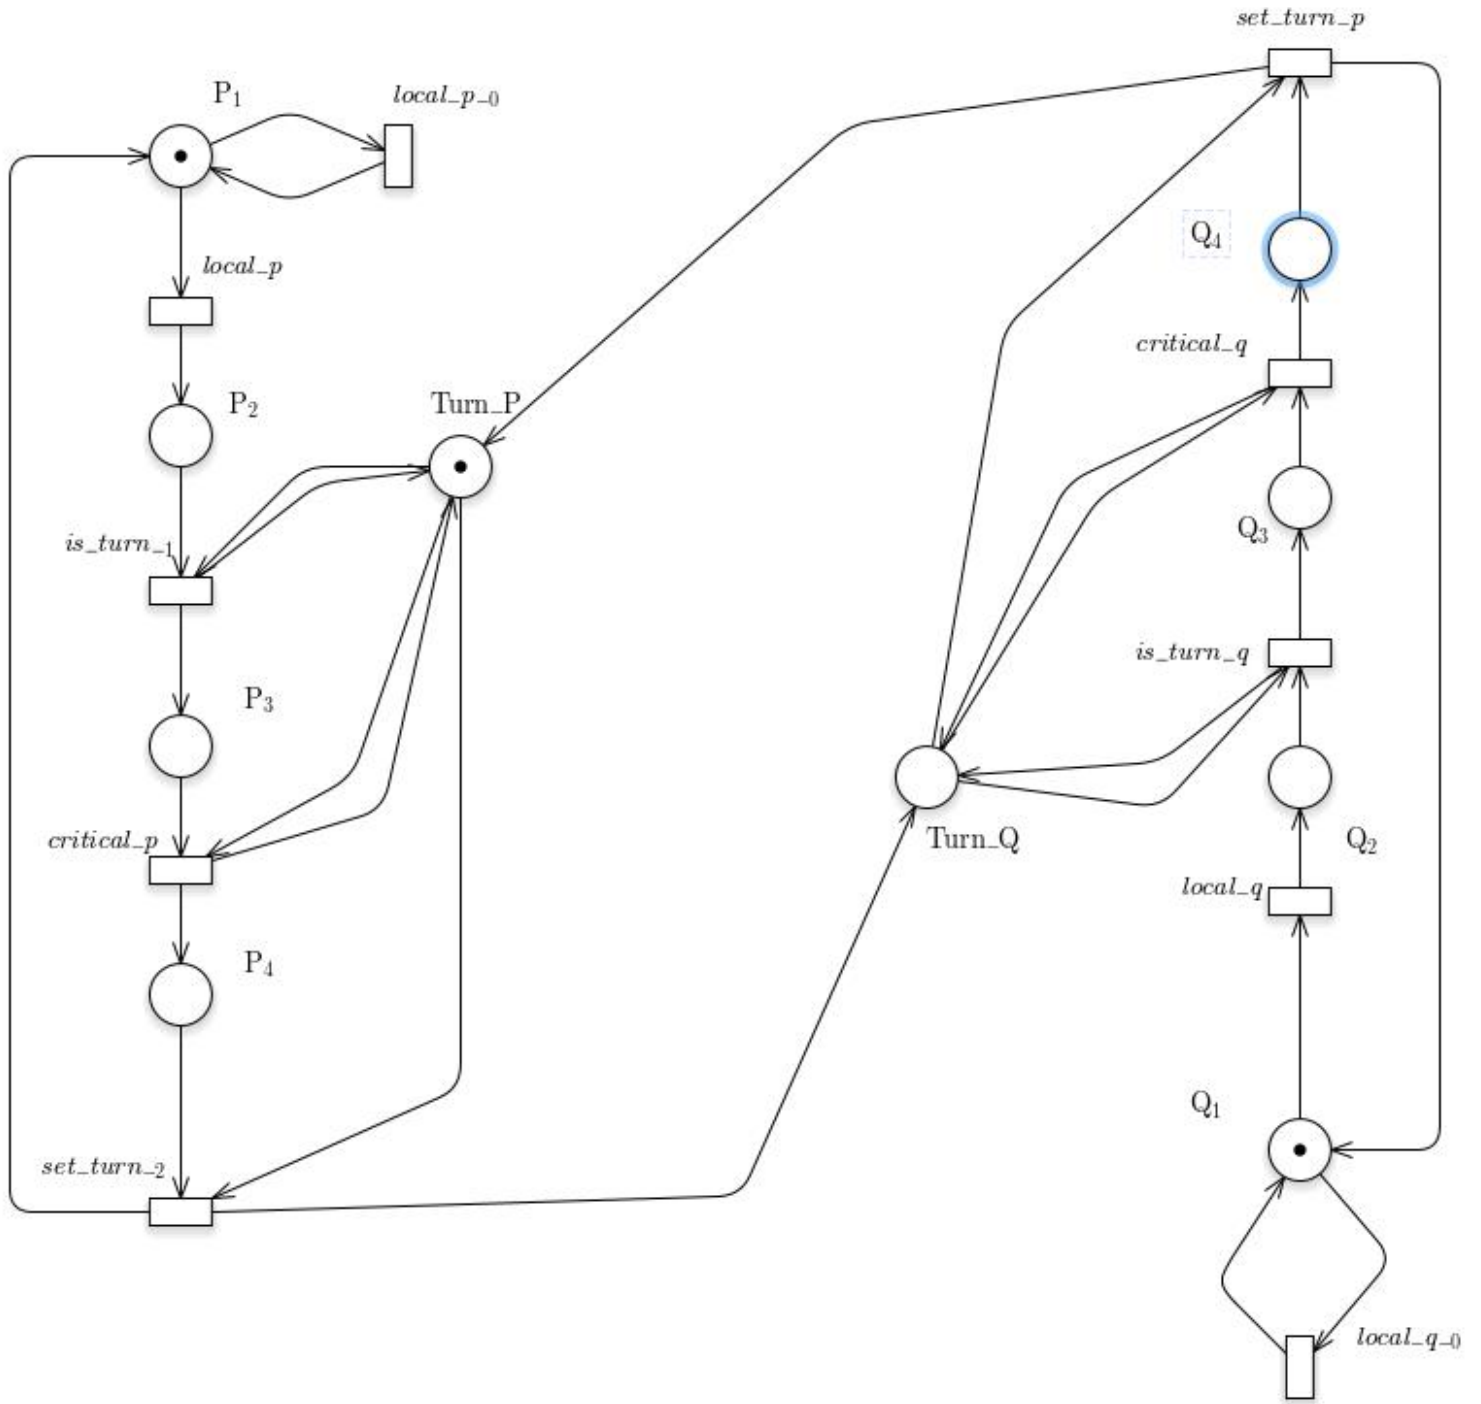 set_turn_p
P₁
local_p_0
Q₄
local_p
critical_q
P₂
Turn_P
Q₃
is_turn_1
is_turn_q
P₃
critical_p
Turn_Q
Q₂
local_q
P₄
Q₁
set_turn_2
local_q_0